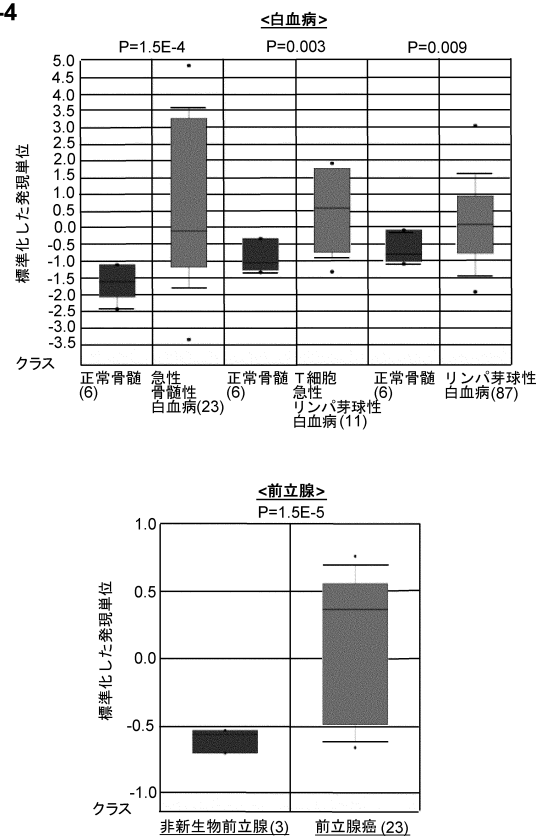 -4
<白血病>
P=1.5E-4 P=0.003 P=0.009
標準化した発現単位
5.0
4.5
4.0
3.5
3.0
2.5
2.0
1.5
1.0
0.5
0.0
-0.5
-1.0
-1.5
-2.0
-2.5
-3.0
-3.5
クラス
正常骨髄
(6)
急性
骨髄性
白血病(23)
正常骨髄
(6)
T細胞
急性
リンパ芽球性
白血病(11)
正常骨髄
(6)
リンパ芽球性
白血病(87)
<前立腺>
P=1.5E-5
標準化した発現単位
1.0
0.5
0.0
-0.5
-1.0
クラス
非新生物前立腺(3) 前立腺癌(23)